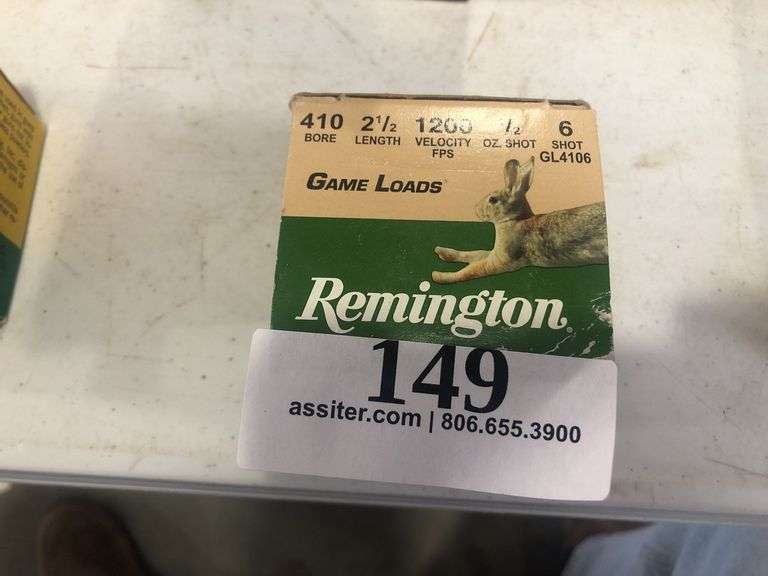 410 2½ 1200 ½ 6
BORE LENGTH VELOCITY OZ. SHOT SHOT
FPS GL4106
GAME LOADS
Remington
149
assiter.com | 806.655.3900